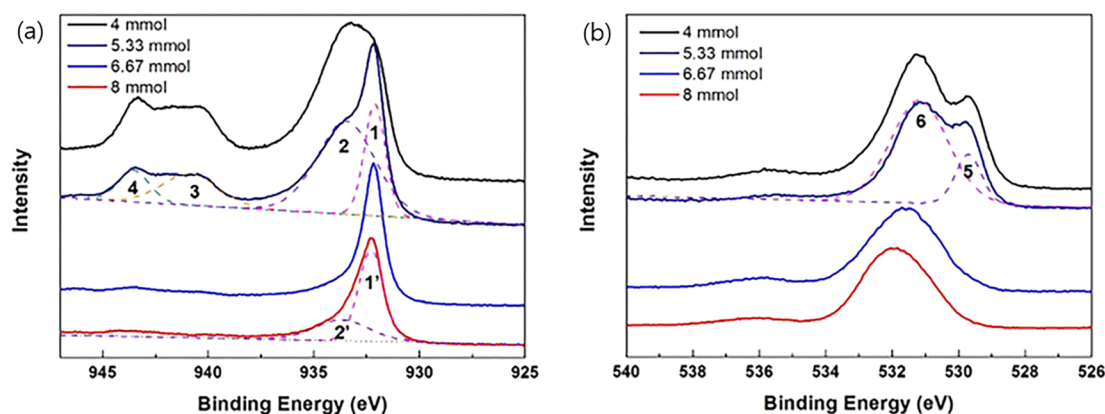 (a)
4 mmol
5.33 mmol
6.67 mmol
8 mmol
1
2
3
4
1'
2'
Intensity
945
940
935
930
925
Binding Energy (eV)
(b)
4 mmol
5.33 mmol
6.67 mmol
8 mmol
6
5
Intensity
540
538
536
534
532
530
528
526
Binding Energy (eV)